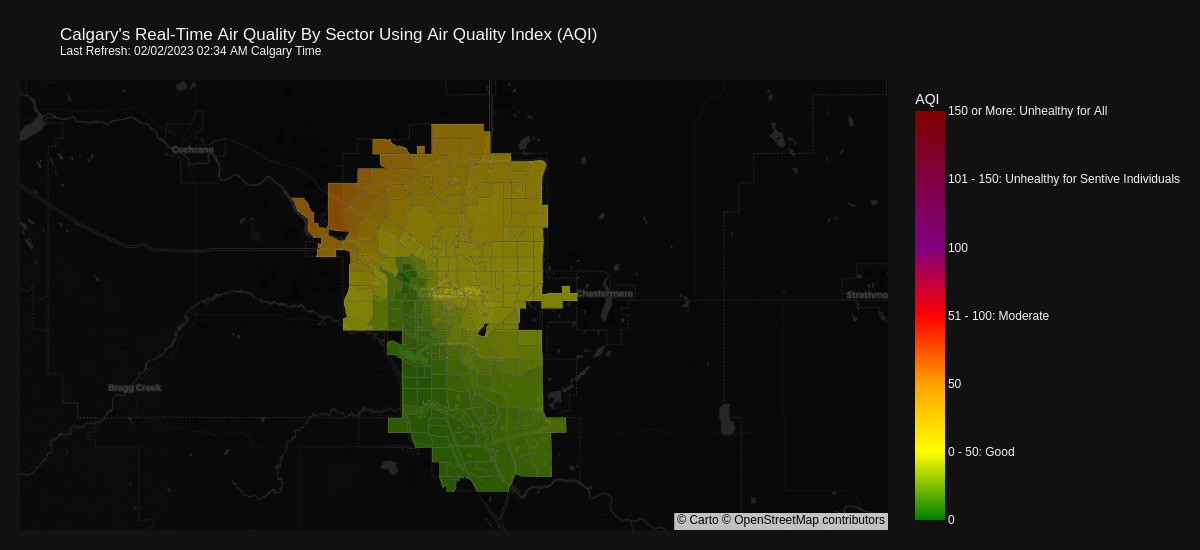 Calgary's Real-Time Air Quality By Sector Using Air Quality Index (AQI)
Last Refresh: 02/02/2023 02:34 AM Calgary Time
AQI
150 or More: Unhealthy for All
Cochrane
101 - 150: Unhealthy for Sentive Individuals
100
Chestermere
Strathmo
51 - 100: Moderate
50
Bragg Creek
0 - 50: Good
0
© Carto © OpenStreetMap contributors